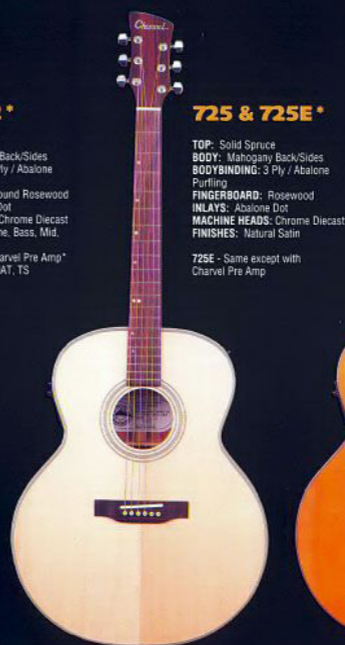 Charvel
2*
Back/Sides
Ply / Abalone
ound Rosewood
Dot
Chrome Diecast
ne, Bass, Mid,
arvel Pre Amp*
AT, TS
725 & 725E*
TOP: Solid Spruce
BODY: Mahogany Back/Sides
BODYBINDING: 3 Ply / Abalone
Purfling
FINGERBOARD: Rosewood
INLAYS: Abalone Dot
MACHINE HEADS: Chrome Diecast
FINISHES: Natural Satin
725E - Same except with
Charvel Pre Amp